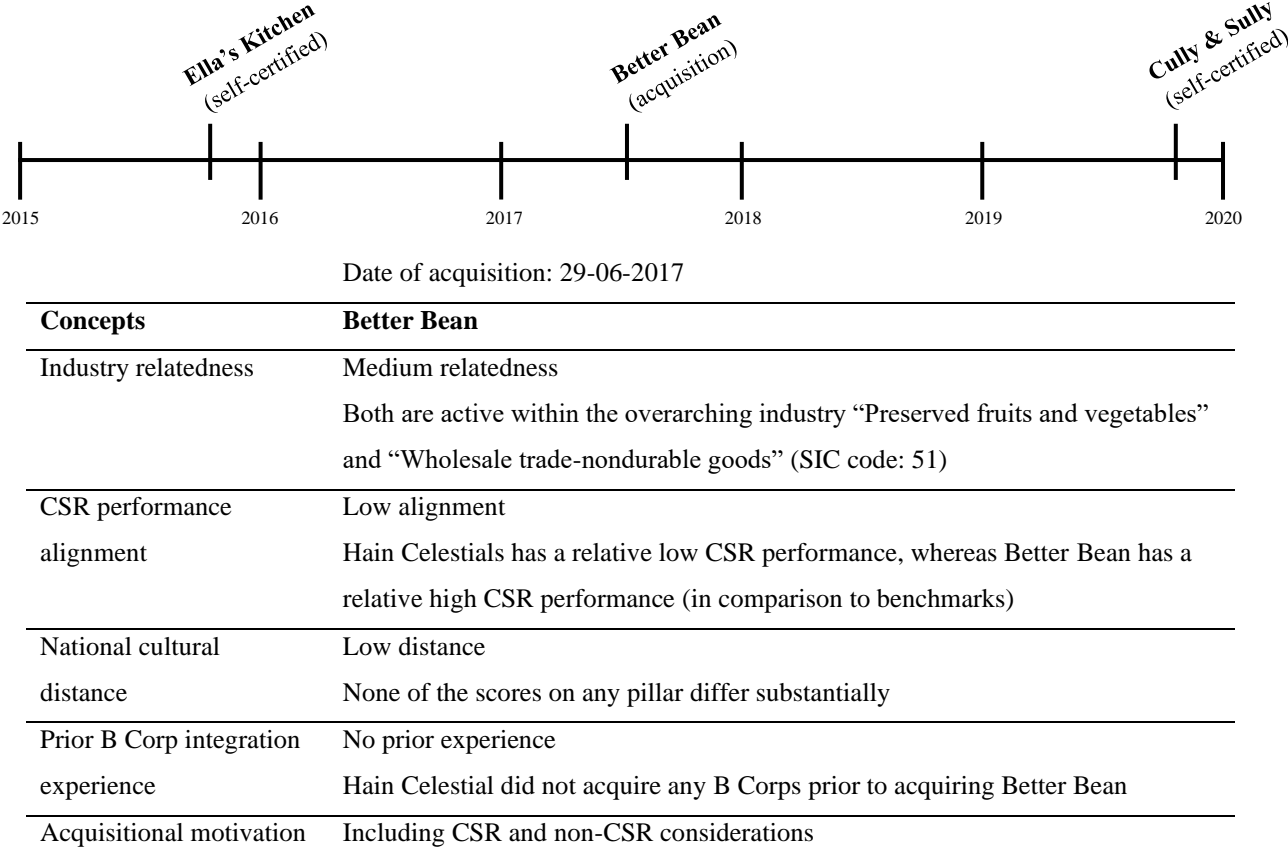 Ella's Kitchen
(self-certified)
Better Bean
(acquisition)
Cully & Sully
(self-certified)
2015
2016
2017
2018
2019
2020
Date of acquisition: 29-06-2017
Concepts Better Bean
Industry relatedness Medium relatedness
Both are active within the overarching industry “Preserved fruits and vegetables”
and “Wholesale trade-nondurable goods” (SIC code: 51)
CSR performance Low alignment
alignment Hain Celestials has a relative low CSR performance, whereas Better Bean has a
relative high CSR performance (in comparison to benchmarks)
National cultural Low distance
distance None of the scores on any pillar differ substantially
Prior B Corp integration No prior experience
experience Hain Celestial did not acquire any B Corps prior to acquiring Better Bean
Acquisitional motivation Including CSR and non-CSR considerations